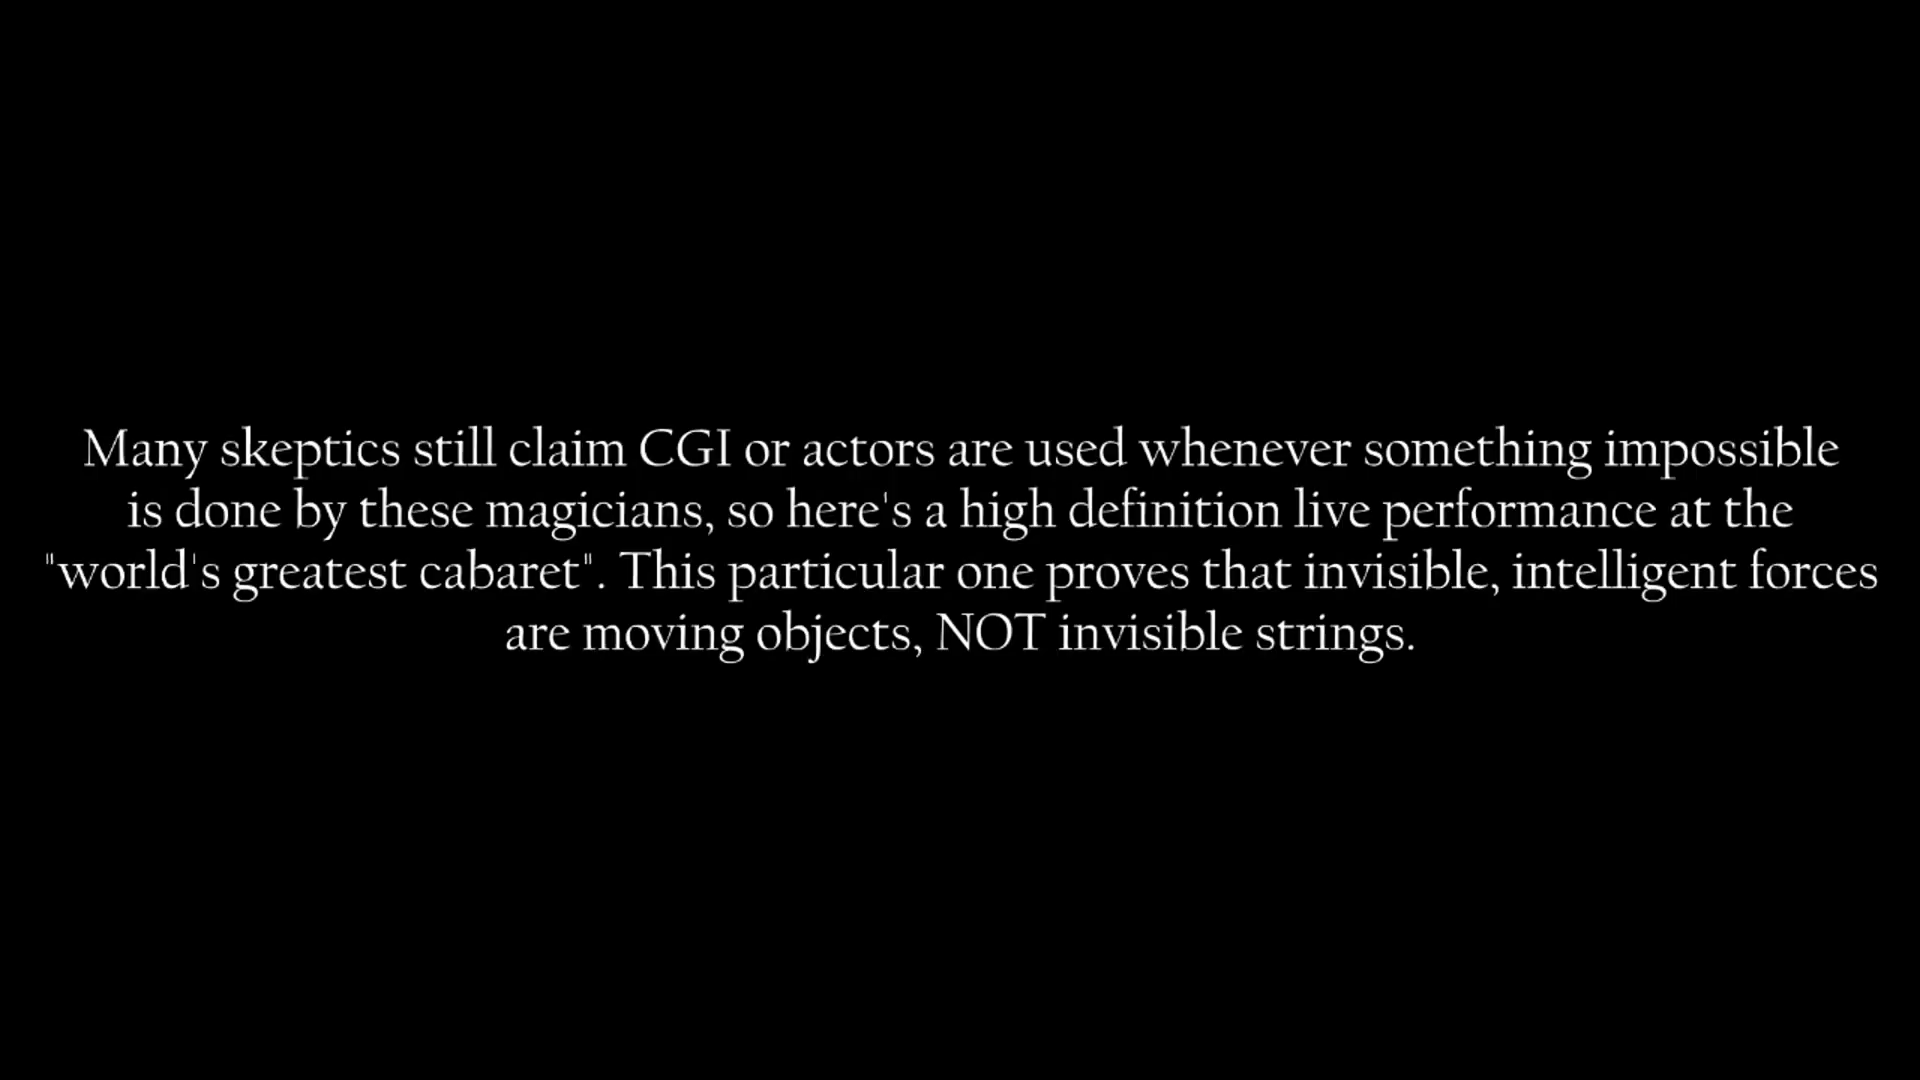 Many skeptics still claim CGI or actors are used whenever something impossible
is done by these magicians, so here's a high definition live performance at the
"world's greatest cabaret". This particular one proves that invisible, intelligent forces
are moving objects, NOT invisible strings.